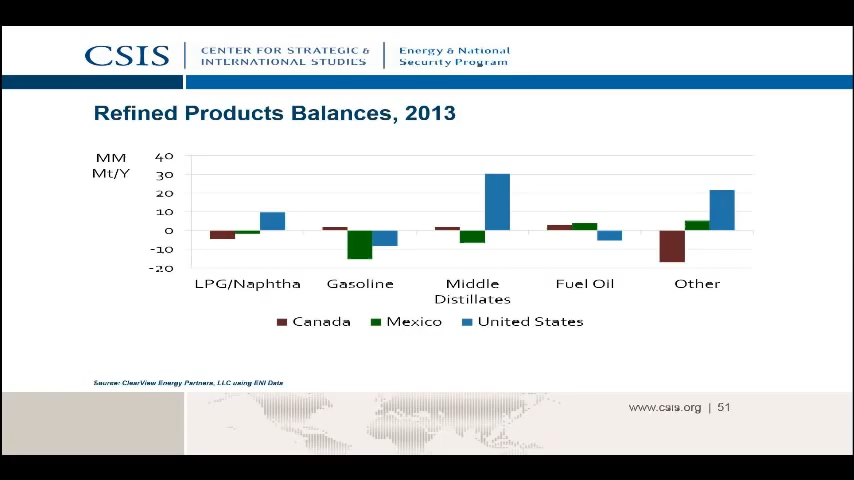 CSIS
CENTER FOR STRATEGIC &
INTERNATIONAL STUDIES
Energy & National
Security Program
Refined Products Balances, 2013
MM
Mt/Y
40
30
20
10
0
-10
-20
LPG/Naphtha
Gasoline
Middle
Distillates
Fuel Oil
Other
Canada
Mexico
United States
Source: ClearView Energy Partners, LLC using ENI Data
www.csis.org | 51